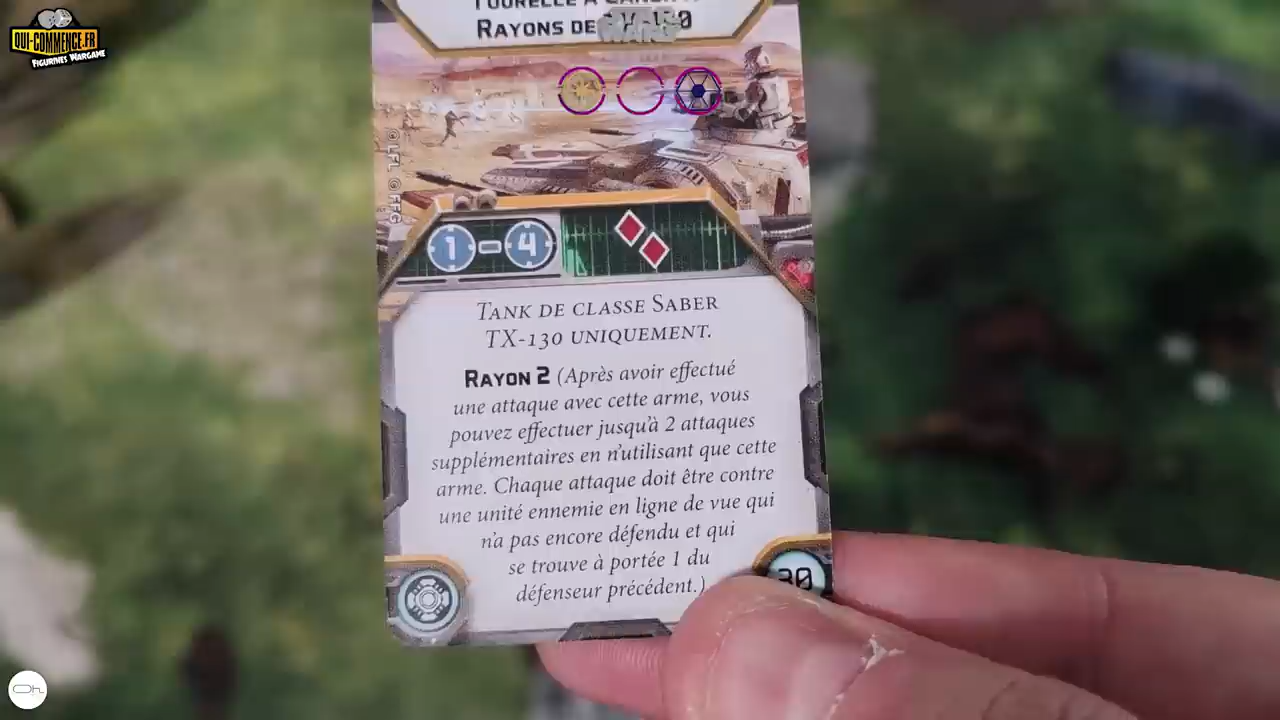 QUI-COMMENCE.FR
FIGURINES WARGAME
TOURELLE À
RAYONS DE
© LFL © FFG
1 - 4
TANK DE CLASSE SABER
TX-130 UNIQUEMENT.
RAYON 2 (Après avoir effectué
une attaque avec cette arme, vous
pouvez effectuer jusqu'à 2 attaques
supplémentaires en n'utilisant que cette
arme. Chaque attaque doit être contre
une unité ennemie en ligne de vue qui
n'a pas encore défendu et qui
se trouve à portée 1 du
défenseur précédent.)
30